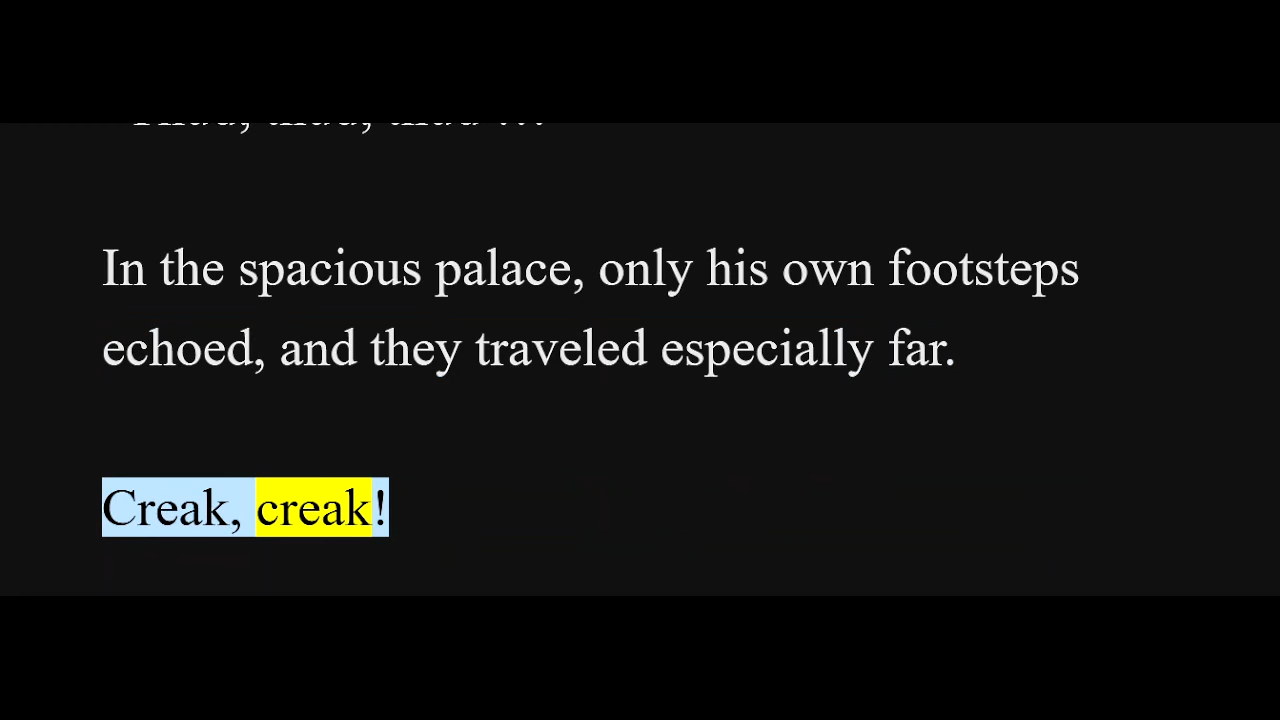 In the spacious palace, only his own footsteps
echoed, and they traveled especially far.
Creak, creak!